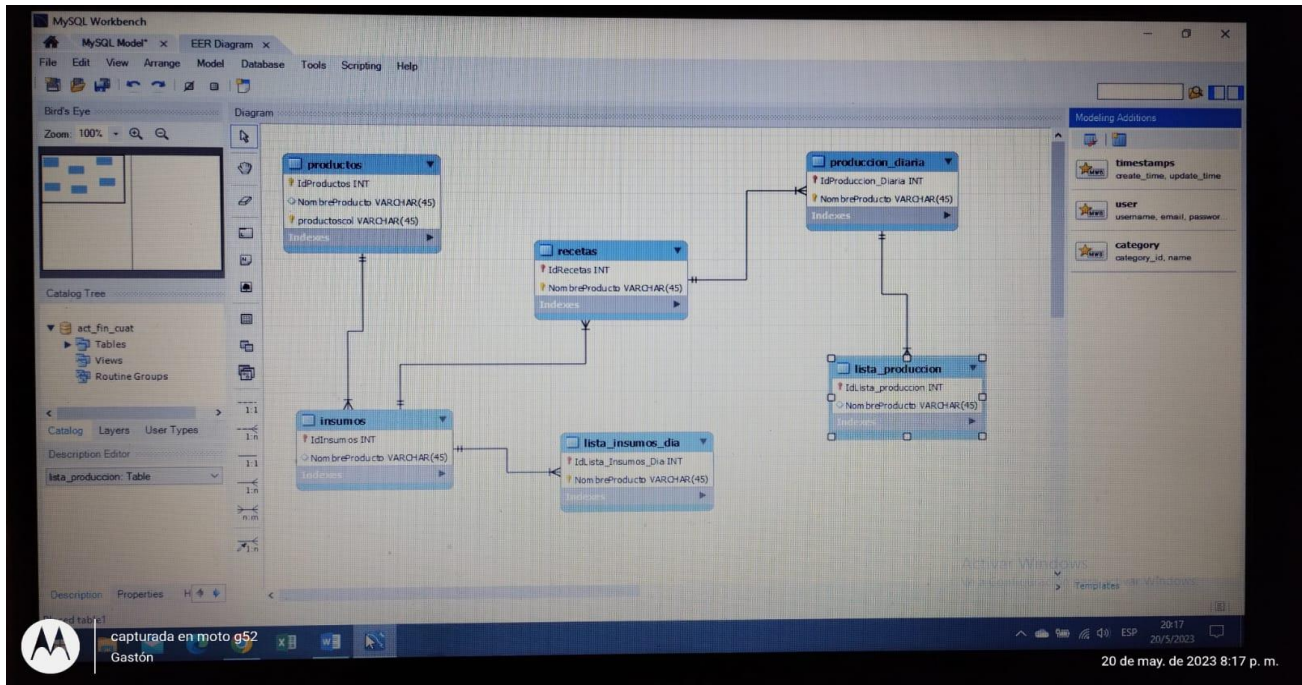 MySQL Workbench
MySQL Model* ×
EER Diagram ×
File Edit View Arrange Model Database Tools Scripting Help
Bird's Eye
Zoom: 100%
Diagram
Modeling Additions
timestamps
create_time, update_time
user
username, email, passwor...
category
category_id, name
productos
IdProductos INT
NombreProducto VARCHAR(45)
productoscol VARCHAR(45)
Indexes
produccion_diaria
IdProduccion_Diaria INT
NombreProducto VARCHAR(45)
Indexes
recetas
IdRecetas INT
NombreProducto VARCHAR(45)
Indexes
lista_produccion
IdLista_produccion INT
NombreProducto VARCHAR(45)
Indexes
insumos
IdInsumos INT
NombreProducto VARCHAR(45)
Indexes
lista_insumos_dia
IdLista_Insumos_Dia INT
NombreProducto VARCHAR(45)
Indexes
Catalog Tree
act_fin_cuat
Tables
Views
Routine Groups
Catalog Layers User Types
Description Editor
lista_produccion: Table
1:1
1:n
1:1
1:n
n:m
1:n
Description Properties H
Activar Windows
Templates
20:17
ESP
20/5/2023
capturada en moto g52
Gastón
20 de may. de 2023 8:17 p. m.